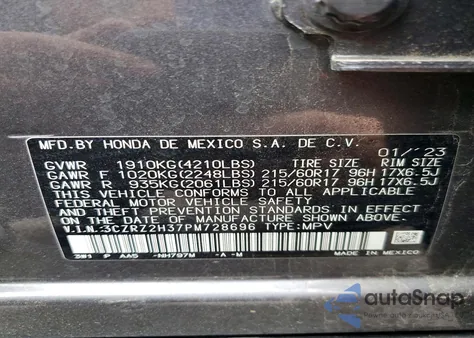 MFD.BY HONDA DE MEXICO S.A. DE C.V. 01/'23
GVWR 1910KG(4210LBS) TIRE SIZE RIM SIZE
GAWR F 1020KG(2248LBS) 215/60R17 96H 17X6.5J
GAWR R 935KG(2061LBS) 215/60R17 96H 17X6.5J
THIS VEHICLE CONFORMS TO ALL APPLICABLE
FEDERAL MOTOR VEHICLE SAFETY AND THEFT
PREVENTION STANDARDS IN EFFECT ON THE DATE OF
MANUFACTURE SHOWN ABOVE.
V.I.N.:3CZRZ2H37PM728696 TYPE:MPV
P AA5 -NH797M -A -M MEXICO
autoSnap